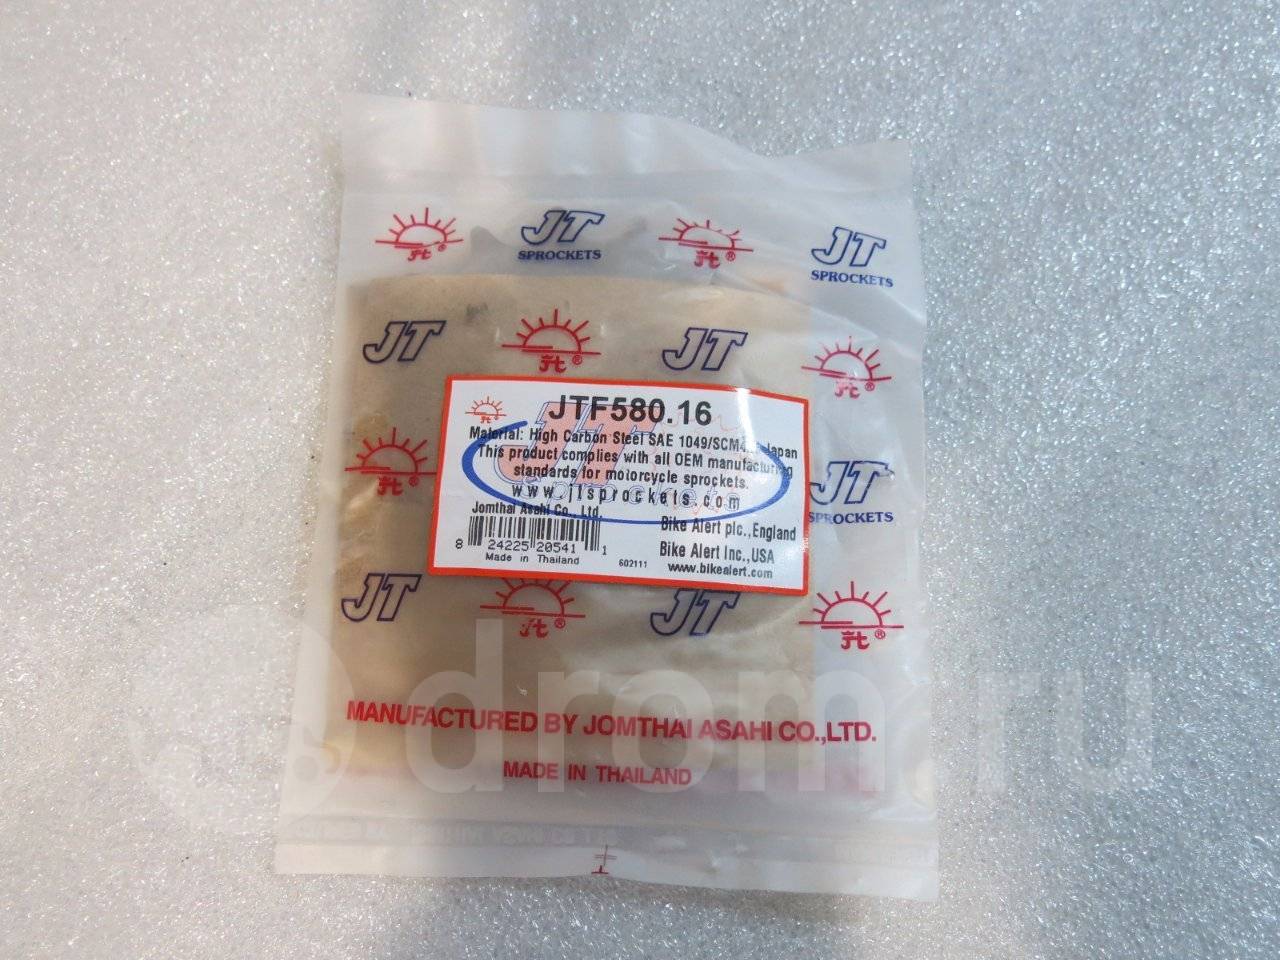 JT
SPROCKETS
JT
SPROCKETS
JT
JT
JTF580.16
Material: High Carbon Steel SAE 1049/ Japan
This product complies with all OEM manufacturing
standards for motorcycle sprockets.
www.jtsprockets.com
Jomthai Asahi Co., Ltd.
Bike Alert plc.,England
Bike Alert Inc.,USA
www.bikealert.com
8 24225 20541 1
Made in Thailand
602111
JT
SPROCKETS
JT
JT
MANUFACTURED BY JOMTHAI ASAHI CO.,LTD.
MADE IN THAILAND
drom.ru